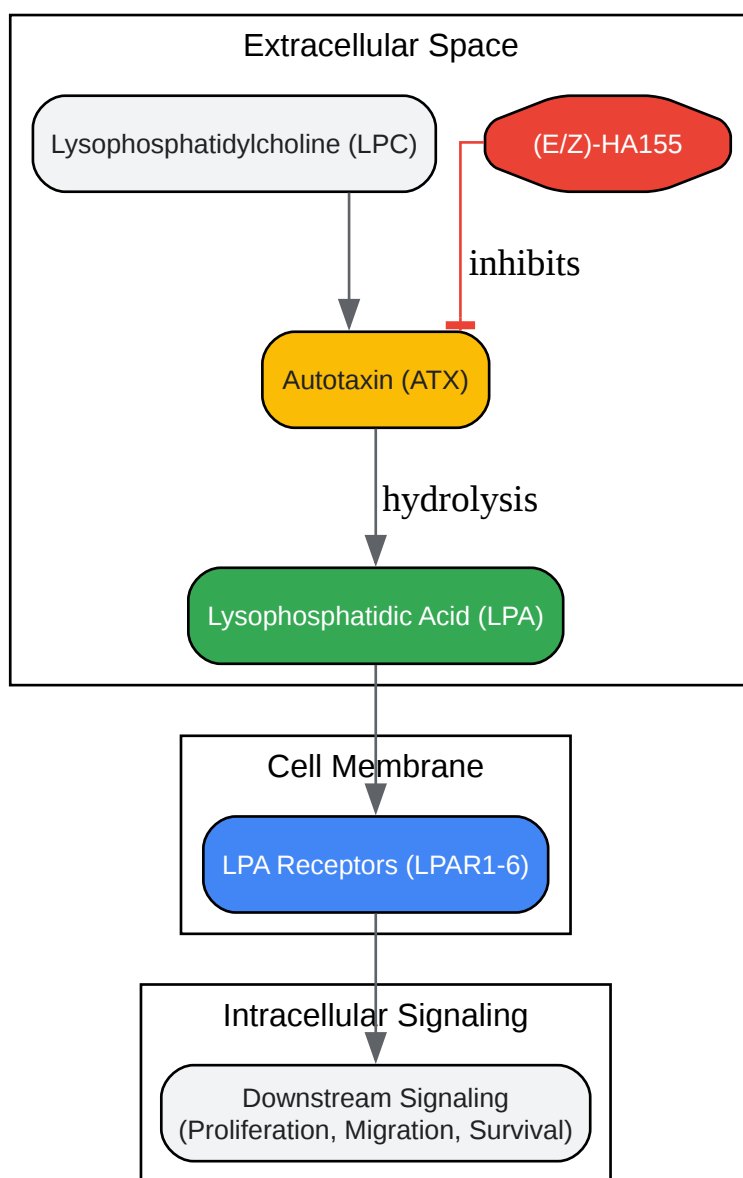 Extracellular Space
Lysophosphatidylcholine (LPC)
(E/Z)-HA155
inhibits
Autotaxin (ATX)
hydrolysis
Lysophosphatidic Acid (LPA)
Cell Membrane
LPA Receptors (LPAR1-6)
Intracellular Signaling
Downstream Signaling
(Proliferation, Migration, Survival)